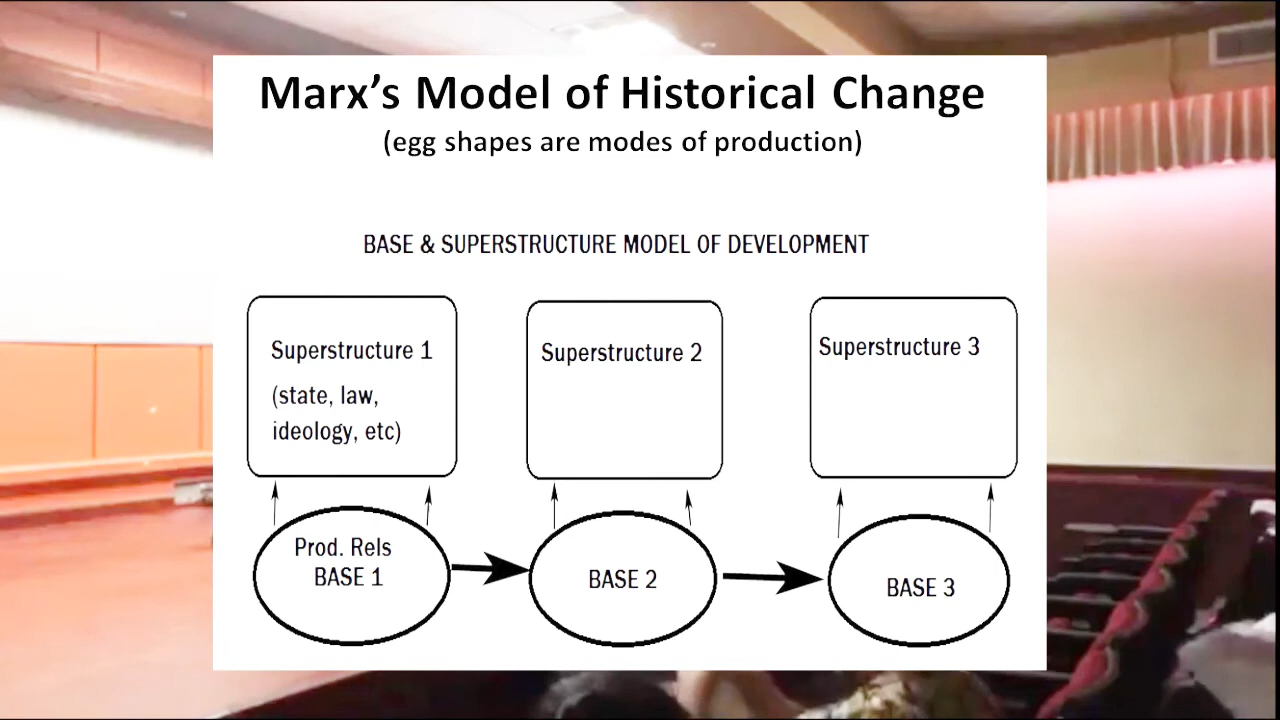 Marx's Model of Historical Change
(egg shapes are modes of production)
BASE & SUPERSTRUCTURE MODEL OF DEVELOPMENT
Superstructure 1
(state, law,
ideology, etc)
Superstructure 2
Superstructure 3
Prod. Rels
BASE 1
BASE 2
BASE 3